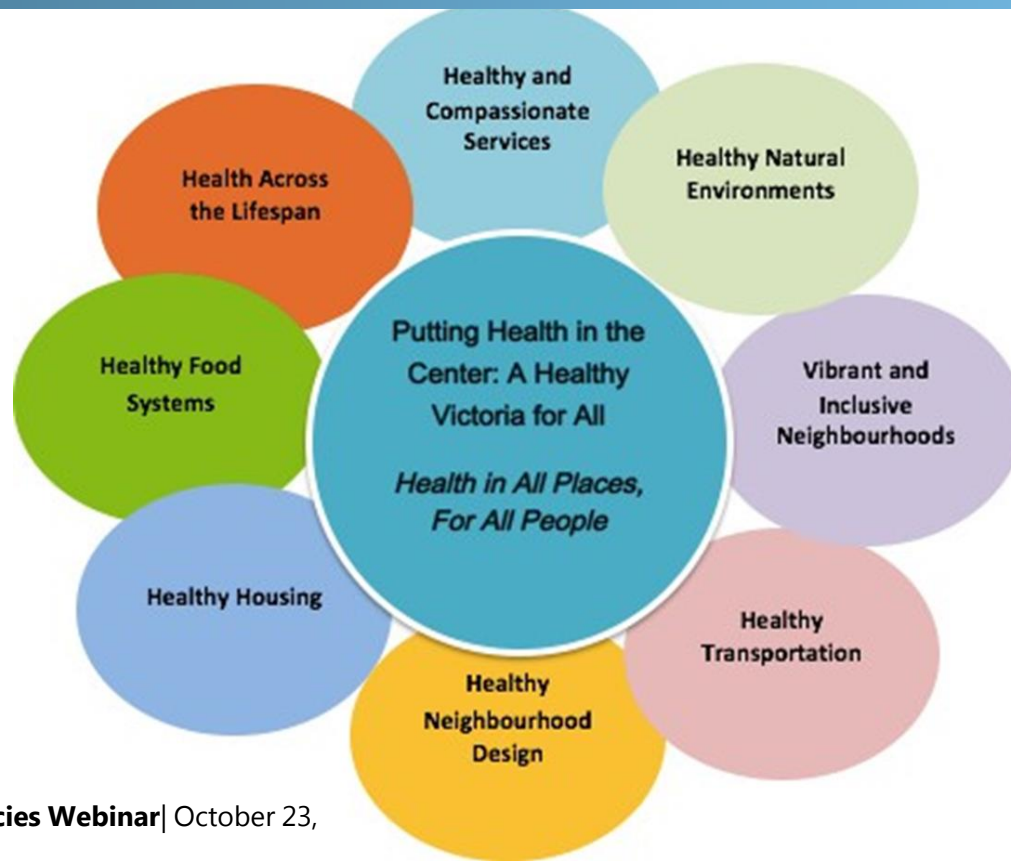 Healthy and
Compassionate
Services
Healthy Natural
Environments
Health Across
the Lifespan
Putting Health in the
Center: A Healthy
Victoria for All
Health in All Places,
For All People
Healthy Food
Systems
Vibrant and
Inclusive
Neighbourhoods
Healthy Housing
Healthy
Transportation
Healthy
Neighbourhood
Design
cies Webinar| October 23,